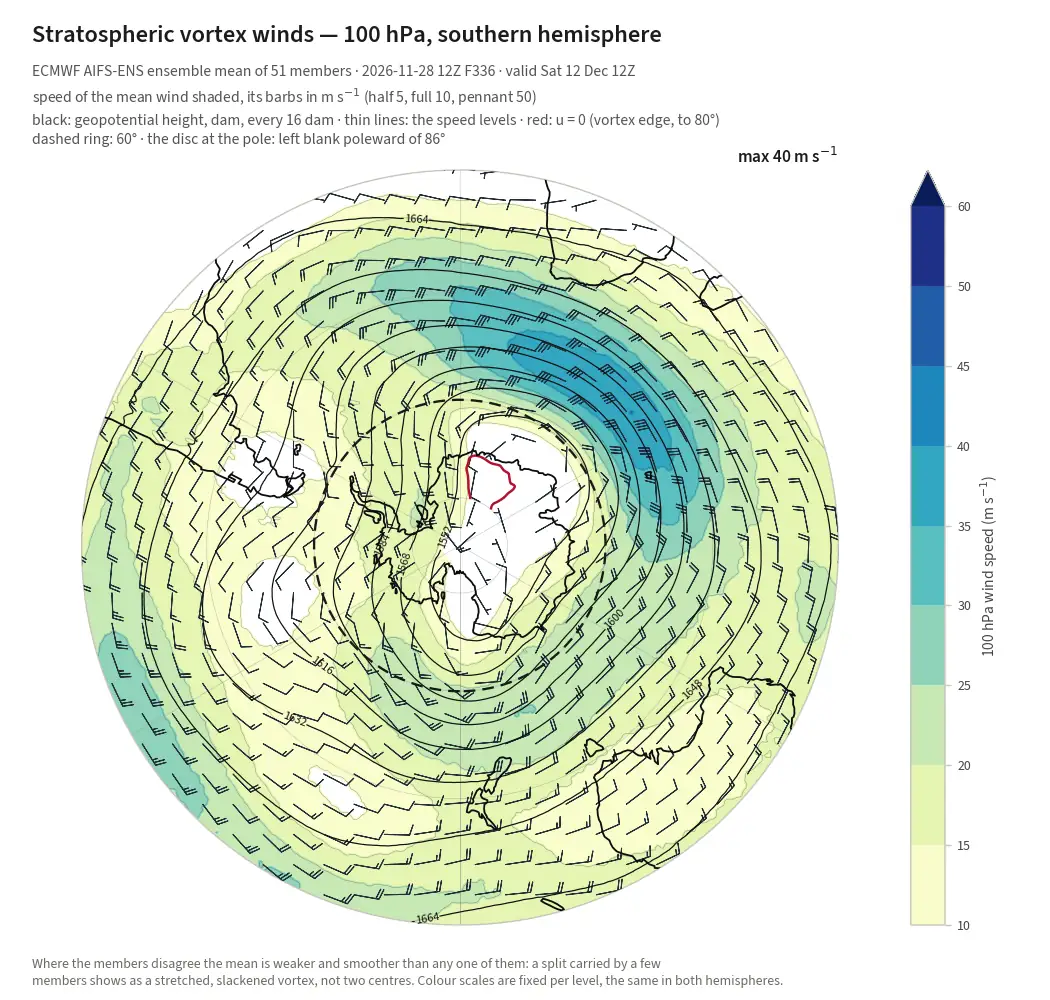 Stratospheric vortex winds — 100 hPa, southern hemisphere
ECMWF AIFS-ENS ensemble mean of 51 members · 2026-11-28 12Z F336 · valid Sat 12 Dec 12Z
speed of the mean wind shaded, its barbs in m s⁻¹ (half 5, full 10, pennant 50)
black: geopotential height, dam, every 16 dam · thin lines: the speed levels · red: u = 0 (vortex edge, to 80°)
dashed ring: 60° · the disc at the pole: left blank poleward of 86°
max 40 m s⁻¹
60
50
45
40
35
30
25
20
15
10
100 hPa wind speed (m s⁻¹)
1664
1552
1584
1568
1600
1616
1648
1632
1664
Where the members disagree the mean is weaker and smoother than any one of them: a split carried by a few
members shows as a stretched, slackened vortex, not two centres. Colour scales are fixed per level, the same in both hemispheres.